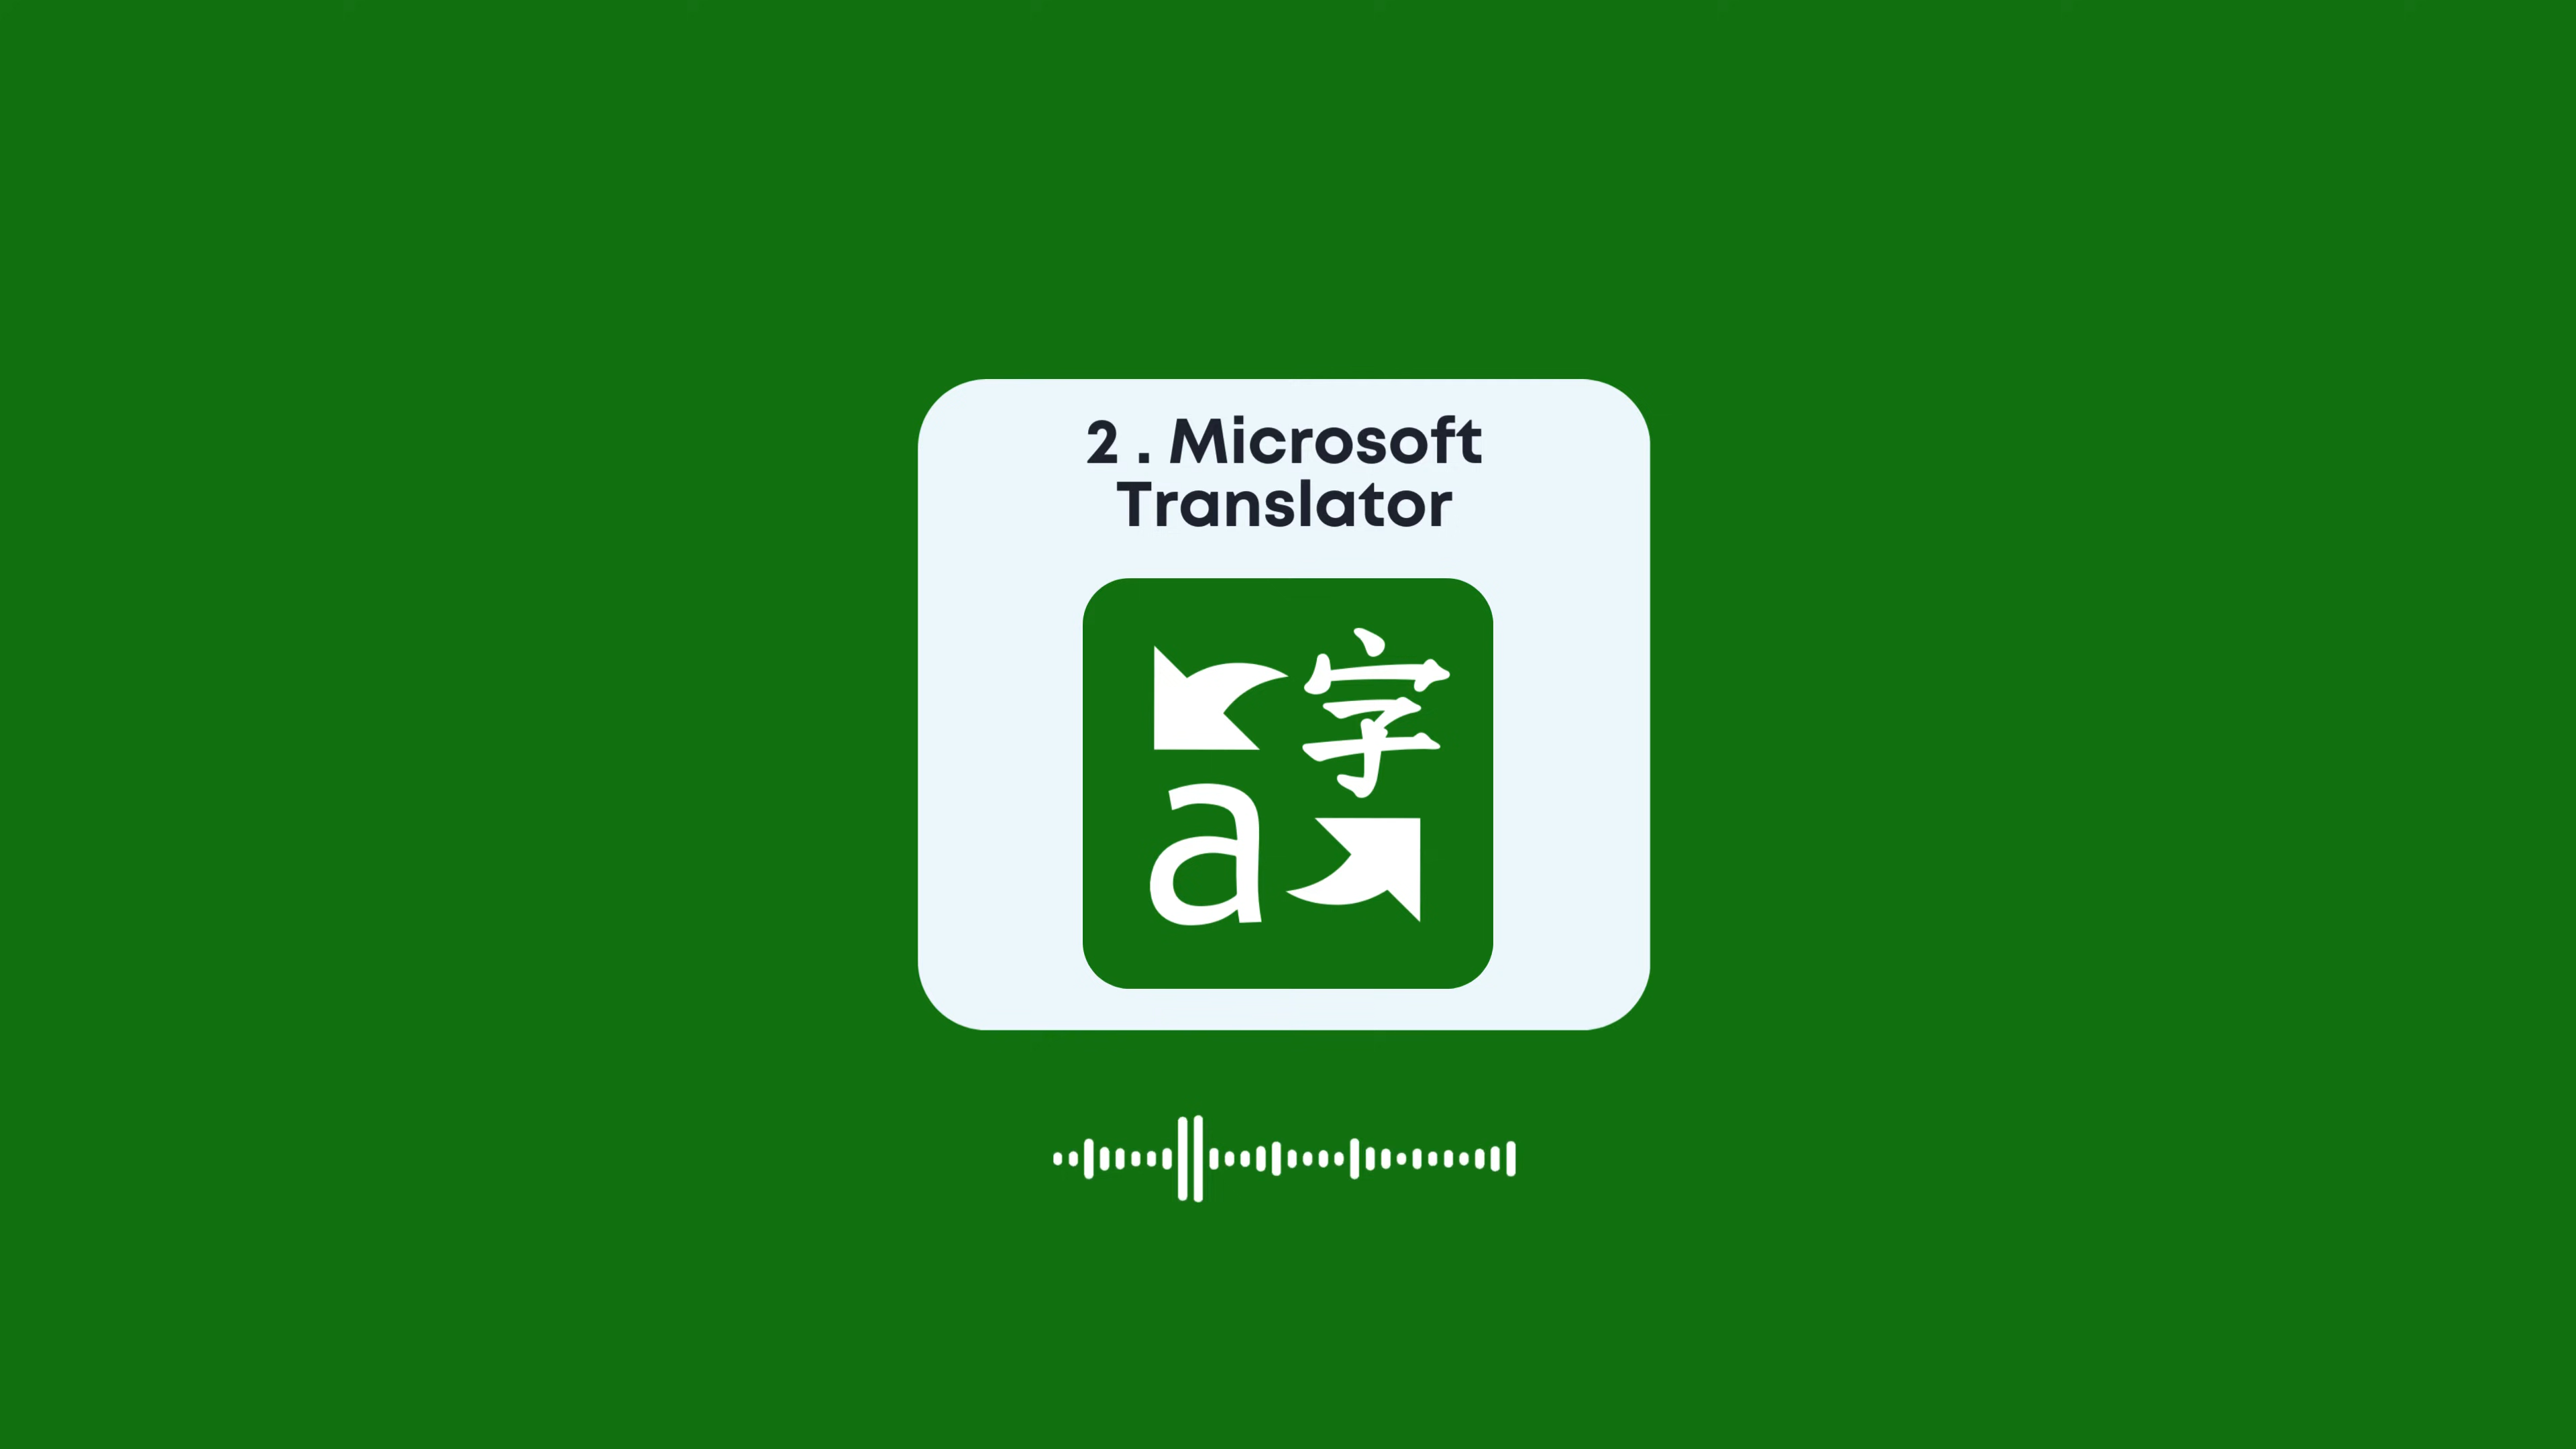 2 . Microsoft
Translator
字
a